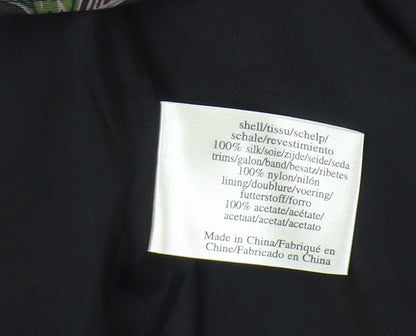 shell/tissu/schelp/
schale/revestimiento
100% silk/soie/zijde/seide/seda
trims/galon/band/besatz/ribetes
100% nylon/nilón
lining/doublure/voering/
futterstoff/forro
100% acetate/acétate/
acetaat/acetat/acetato
Made in China/Fabriqué en
Chine/Fabricado en China